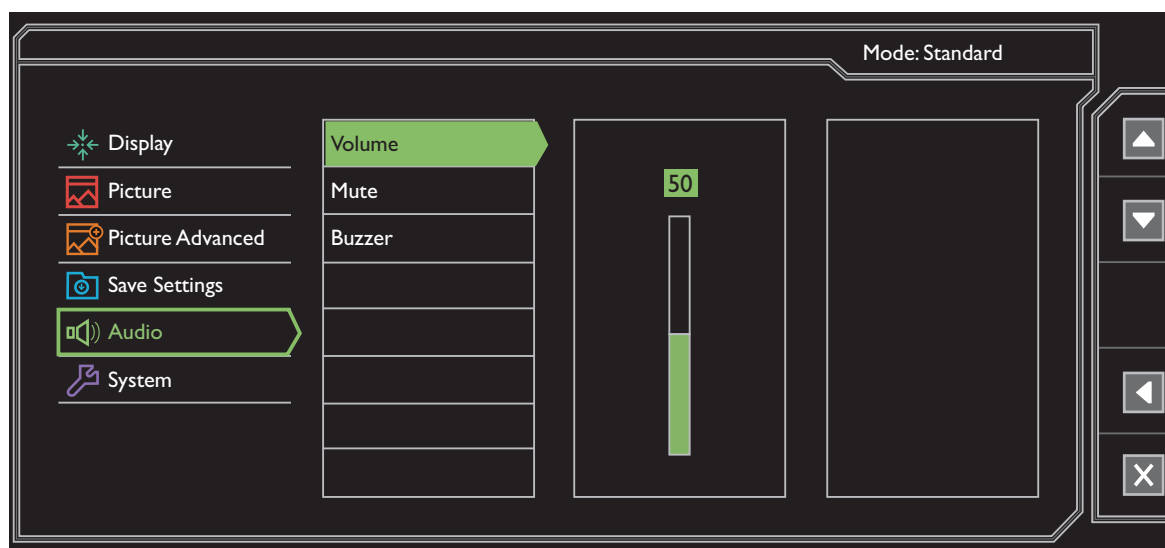 Mode: Standard
Display
Picture
Picture Advanced
Save Settings
Audio
System
Volume
Mute
Buzzer
50